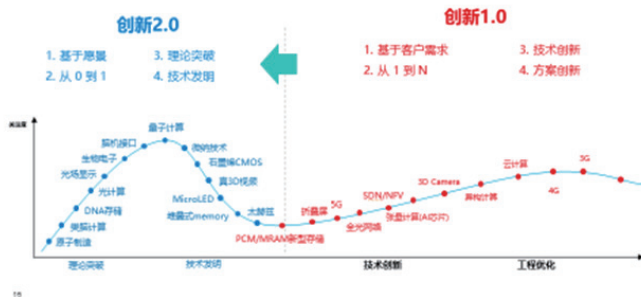 创新2.0
1. 基于愿景
3. 理论突破
2. 从 0 到 1
4. 技术发明
创新1.0
1. 基于客户需求
3. 技术创新
2. 从 1 到 N
4. 方案创新
量子计算
脑机接口
微纳技术
生物电子
石墨烯CMOS
光场显示
真3D视频
光计算
MicroLED
DNA存储
堆叠式memory
类脑计算
太赫兹
原子制造
PCM/MRAM新型存储
折叠屏
5G
全光网络
SDN/NFV
张量计算(AI芯片)
3D Camera
异构计算
云计算
4G
3G
理论突破
技术发明
技术创新
工程优化